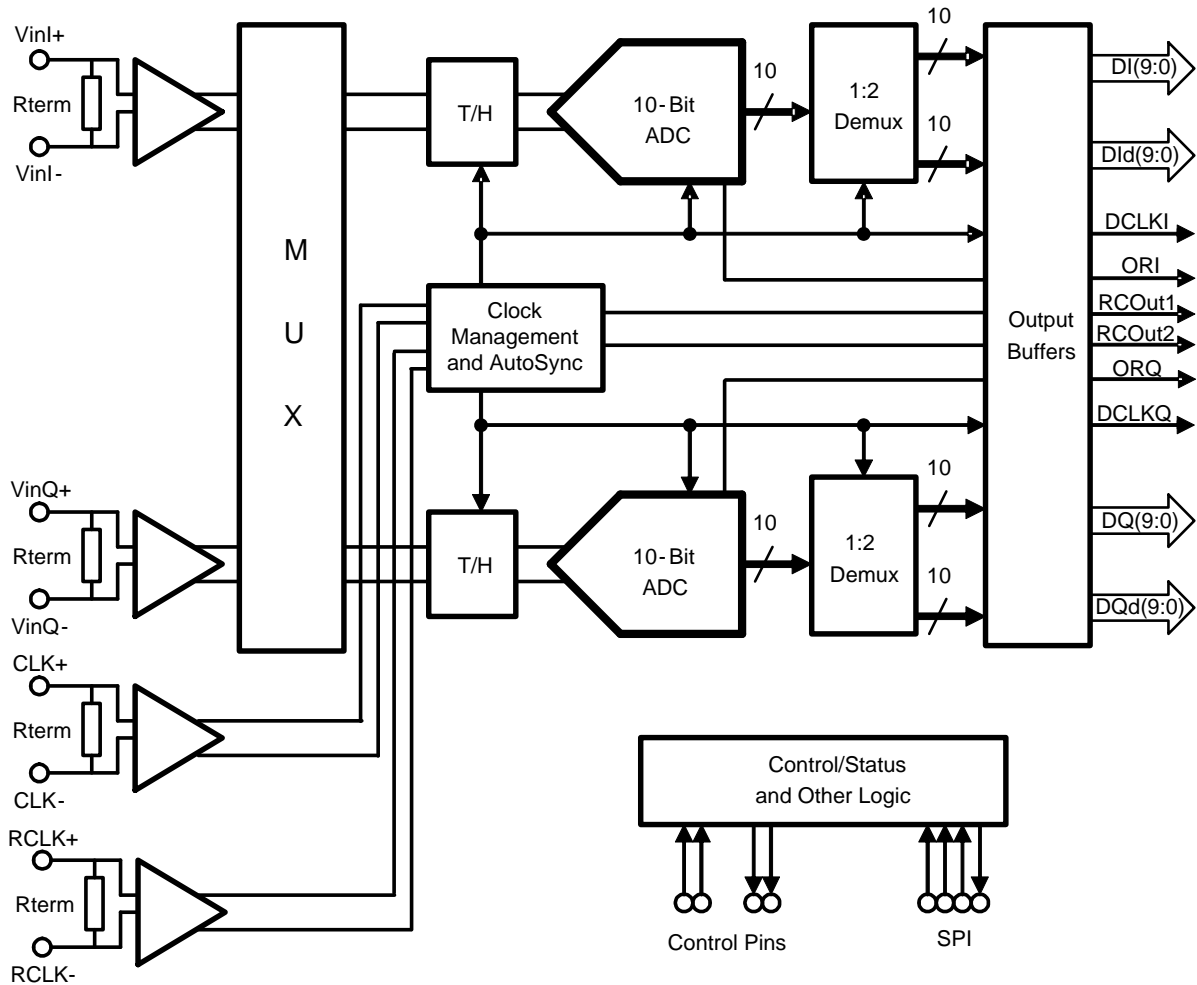 VinI+
Rterm
VinI-
M
U
X
T/H
10-Bit
ADC
10
1:2
Demux
10
10
Output
Buffers
DI(9:0)
DId(9:0)
DCLKI
ORI
RCOut1
RCOut2
ORQ
DCLKQ
DQ(9:0)
DQd(9:0)
Clock
Management
and AutoSync
VinQ+
Rterm
VinQ-
T/H
10-Bit
ADC
10
1:2
Demux
10
10
CLK+
Rterm
CLK-
RCLK+
Rterm
RCLK-
Control/Status
and Other Logic
Control Pins
SPI